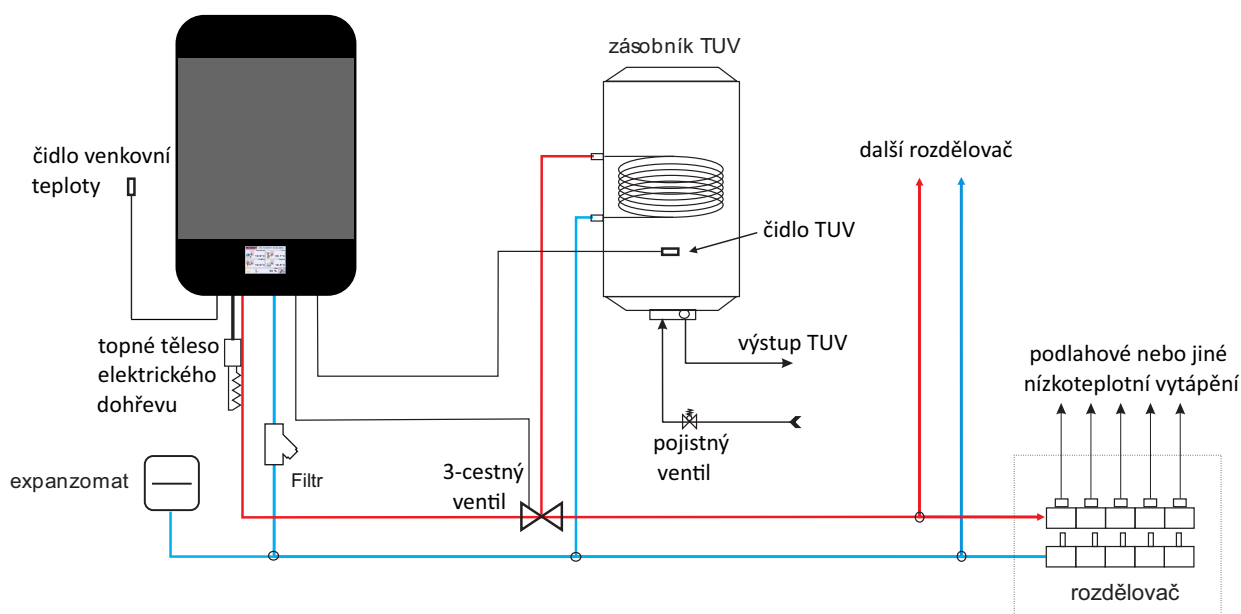 zásobník TUV
čidlo venkovní
teploty
další rozdělovač
čidlo TUV
topné těleso
elektrického
dohřevu
výstup TUV
podlahové nebo jiné
nízkoteplotní vytápění
pojistný
ventil
3-cestný
ventil
expanzomat
Filtr
rozdělovač